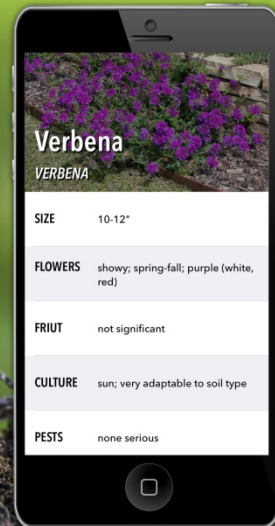 Verbena
VERBENA
SIZE 10-12"
FLOWERS showy; spring-fall; purple (white,
red)
FRIUT not significant
CULTURE sun; very adaptable to soil type
PESTS none serious